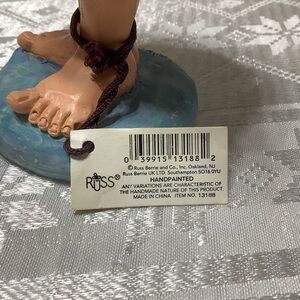 0 39915 13188 2
© Russ Berrie and Co., Inc. Oakland, NJ
Russ Berrie UK LTD. Southampton SO16 0YU
RUSS®
HANDPAINTED
ANY VARIATIONS ARE CHARACTERISTIC OF
THE HANDMADE NATURE OF THIS PRODUCT
MADE IN CHINA ITEM NO. 13188